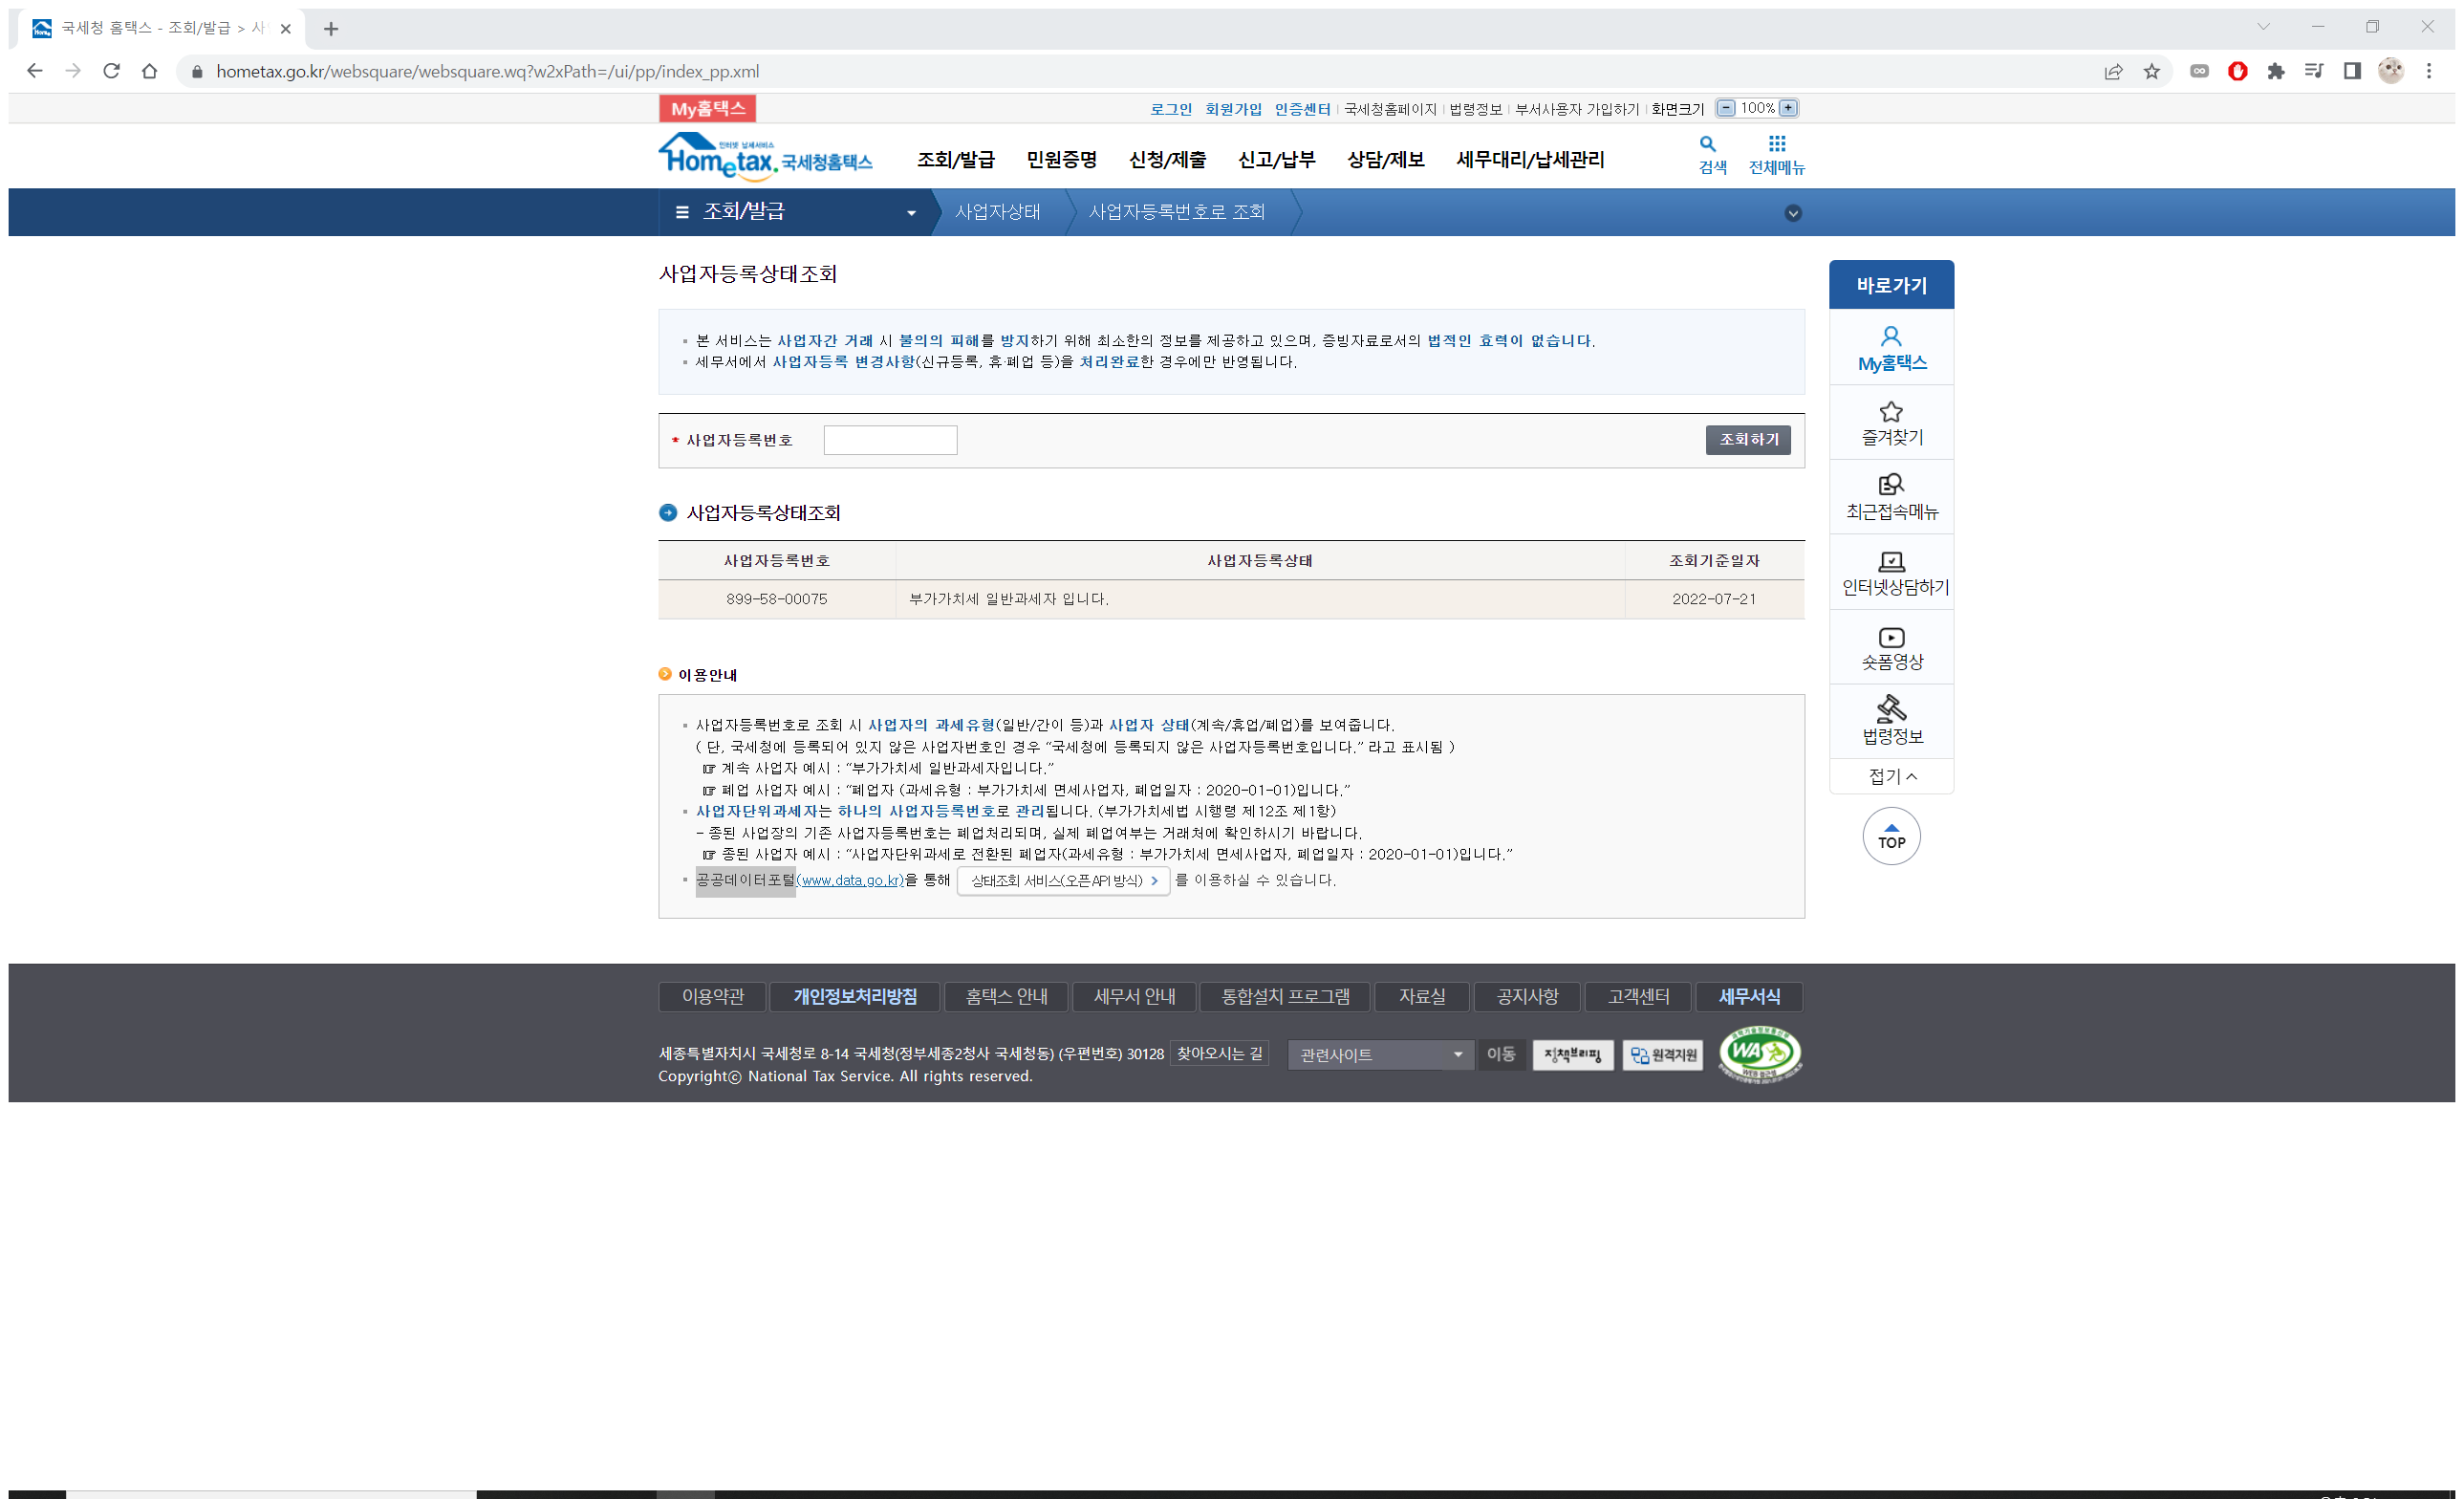 국세청 홈택스 - 조회/발급 > 사
hometax.go.kr/websquare/websquare.wq?w2xPath=/ui/pp/index_pp.xml
My홈택스
로그인 회원가입 인증센터 국세청홈페이지 법령정보 부서사용자 가입하기 화면크기 100%
인터넷 납세서비스
Hometax. 국세청홈택스
조회/발급 민원증명 신청/제출 신고/납부 상담/제보 세무대리/납세관리
검색 전체메뉴
조회/발급 사업자상태 사업자등록번호로 조회
사업자등록상태조회
본 서비스는 사업자간 거래 시 불의의 피해를 방지하기 위해 최소한의 정보를 제공하고 있으며, 증빙자료로서의 법적인 효력이 없습니다.
세무서에서 사업자등록 변경사항(신규등록, 휴·폐업 등)을 처리완료한 경우에만 반영됩니다.
* 사업자등록번호 조회하기
사업자등록상태조회
사업자등록번호 사업자등록상태 조회기준일자
899-58-00075 부가가치세 일반과세자 입니다. 2022-07-21
이용안내
사업자등록번호로 조회 시 사업자의 과세유형(일반/간이 등)과 사업자 상태(계속/휴업/폐업)를 보여줍니다.
( 단, 국세청에 등록되어 있지 않은 사업자번호인 경우 “국세청에 등록되지 않은 사업자등록번호입니다.” 라고 표시됨 )
☞ 계속 사업자 예시 : “부가가치세 일반과세자입니다.”
☞ 폐업 사업자 예시 : “폐업자 (과세유형 : 부가가치세 면세사업자, 폐업일자 : 2020-01-01)입니다.”
사업자단위과세자는 하나의 사업자등록번호로 관리됩니다. (부가가치세법 시행령 제12조 제1항)
- 종된 사업장의 기존 사업자등록번호는 폐업처리되며, 실제 폐업여부는 거래처에 확인하시기 바랍니다.
☞ 종된 사업자 예시 : “사업자단위과세로 전환된 폐업자(과세유형 : 부가가치세 면세사업자, 폐업일자 : 2020-01-01)입니다.”
공공데이터포털(www.data.go.kr)을 통해 상태조회 서비스(오픈API 방식) 를 이용하실 수 있습니다.
바로가기
My홈택스
즐겨찾기
최근접속메뉴
인터넷상담하기
숏폼영상
법령정보
접기
TOP
이용약관 개인정보처리방침 홈택스 안내 세무서 안내 통합설치 프로그램 자료실 공지사항 고객센터 세무서식
세종특별자치시 국세청로 8-14 국세청(정부세종2청사 국세청동) (우편번호) 30128 찾아오시는 길 관련사이트 이동 정책브리핑 원격지원
WA
WEB 접근성
Copyrightⓒ National Tax Service. All rights reserved.